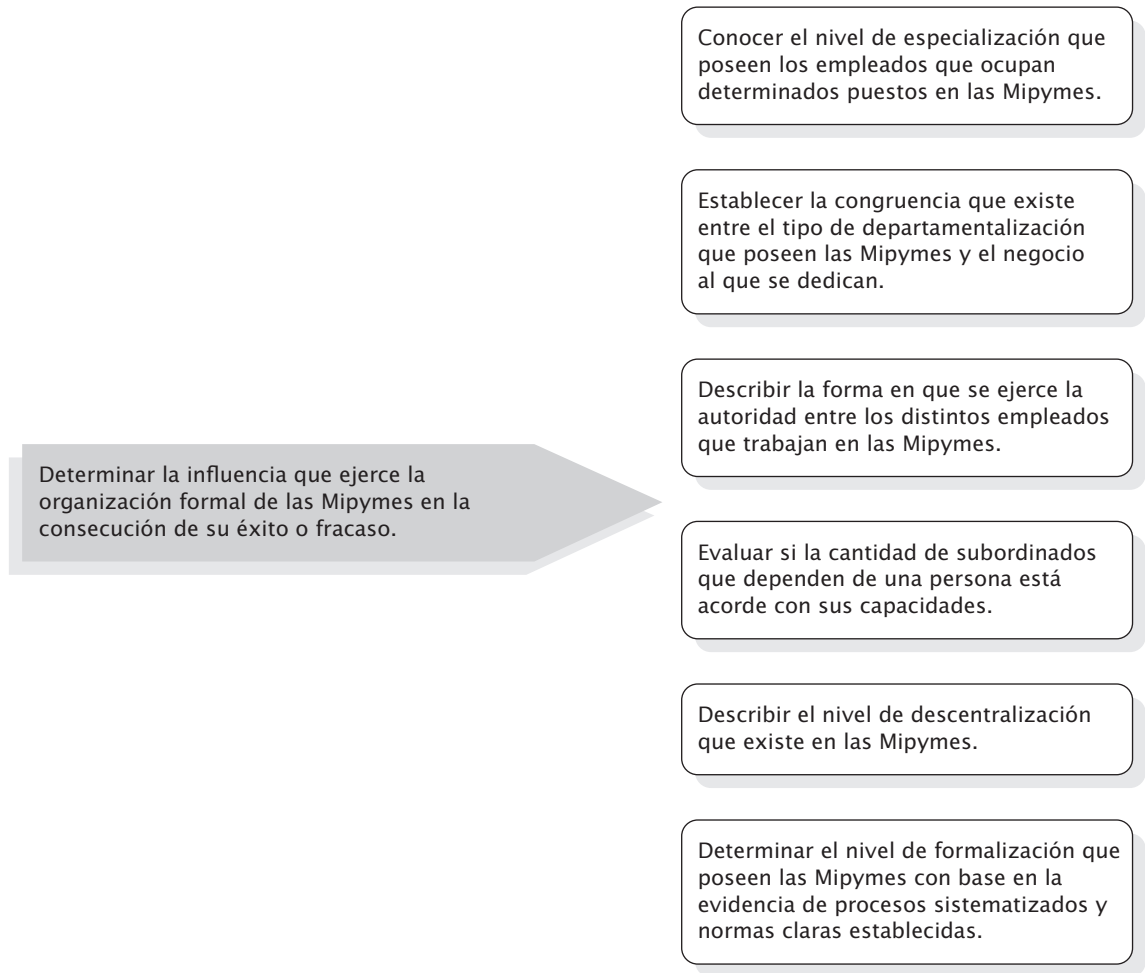 Determinar la influencia que ejerce la
organización formal de las Mipymes en la
consecución de su éxito o fracaso.
Conocer el nivel de especialización que
poseen los empleados que ocupan
determinados puestos en las Mipymes.
Establecer la congruencia que existe
entre el tipo de departamentalización
que poseen las Mipymes y el negocio
al que se dedican.
Describir la forma en que se ejerce la
autoridad entre los distintos empleados
que trabajan en las Mipymes.
Evaluar si la cantidad de subordinados
que dependen de una persona está
acorde con sus capacidades.
Describir el nivel de descentralización
que existe en las Mipymes.
Determinar el nivel de formalización que
poseen las Mipymes con base en la
evidencia de procesos sistematizados y
normas claras establecidas.